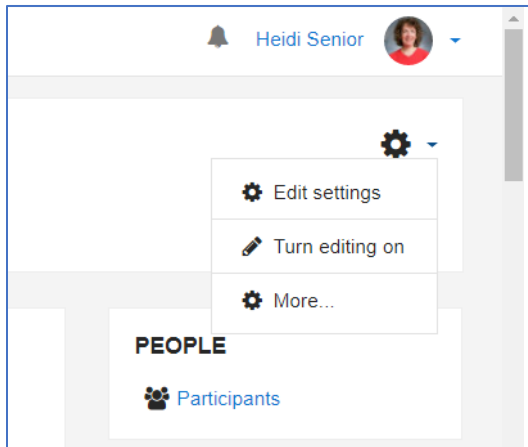 Heidi Senior
Edit settings
Turn editing on
More...
PEOPLE
Participants